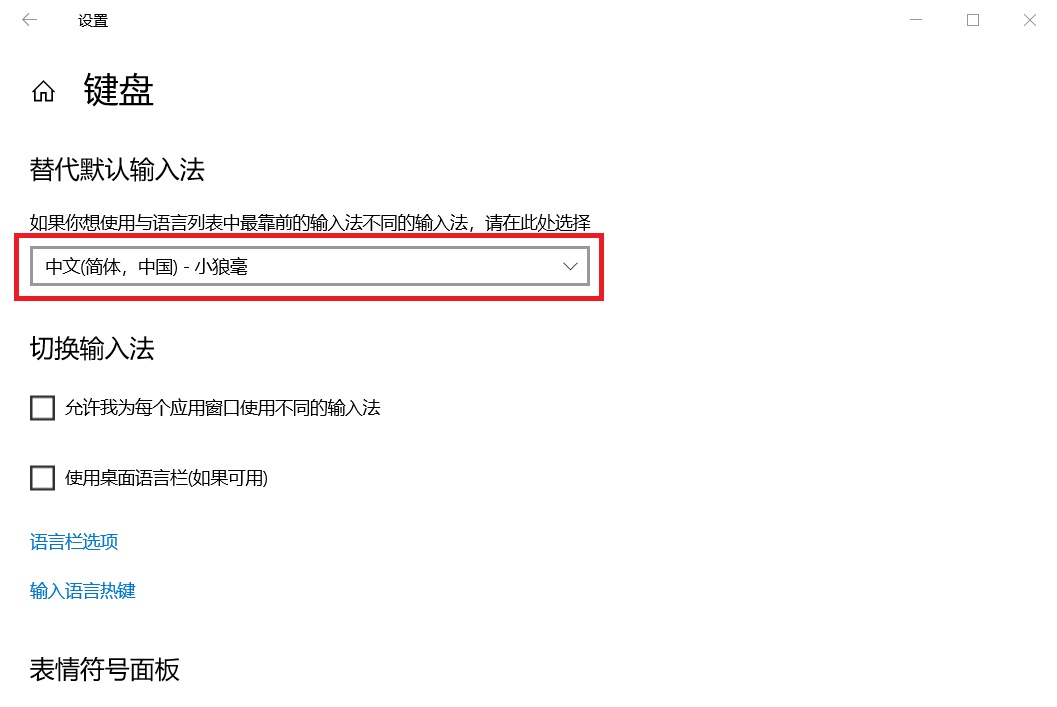 设置
键盘
替代默认输入法
如果你想使用与语言列表中最靠前的输入法不同的输入法，请在此处选择
中文(简体，中国) - 小狼毫
切换输入法
允许我为每个应用窗口使用不同的输入法
使用桌面语言栏(如果可用)
语言栏选项
输入语言热键
表情符号面板